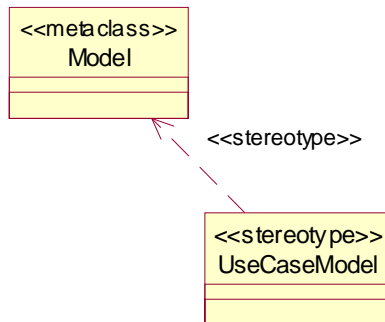 <<metaclass>>
Model
<<stereotype>>
<<stereotype>>
UseCaseModel